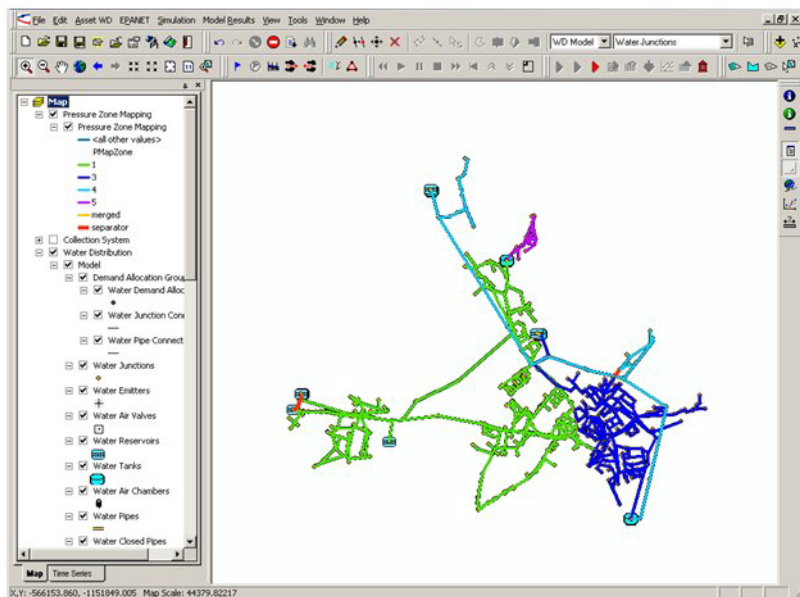 File Edit Asset WD EPANET Simulation Model Results View Tools Window Help
WD Model Water Junctions
Map
Pressure Zone Mapping
Pressure Zone Mapping
<all other values>
PMapZone
1
3
4
5
merged
separator
Collection System
Water Distribution
Model
Demand Allocation Grou
Water Demand Alloc
Water Junction Conn
Water Pipe Connect
Water Junctions
Water Emitters
Water Air Valves
Water Reservoirs
Water Tanks
Water Air Chambers
Water Pipes
Water Closed Pipes
Map Time Series
X,Y: -566153.860, -1151849.005 Map Scale: 44379.82217